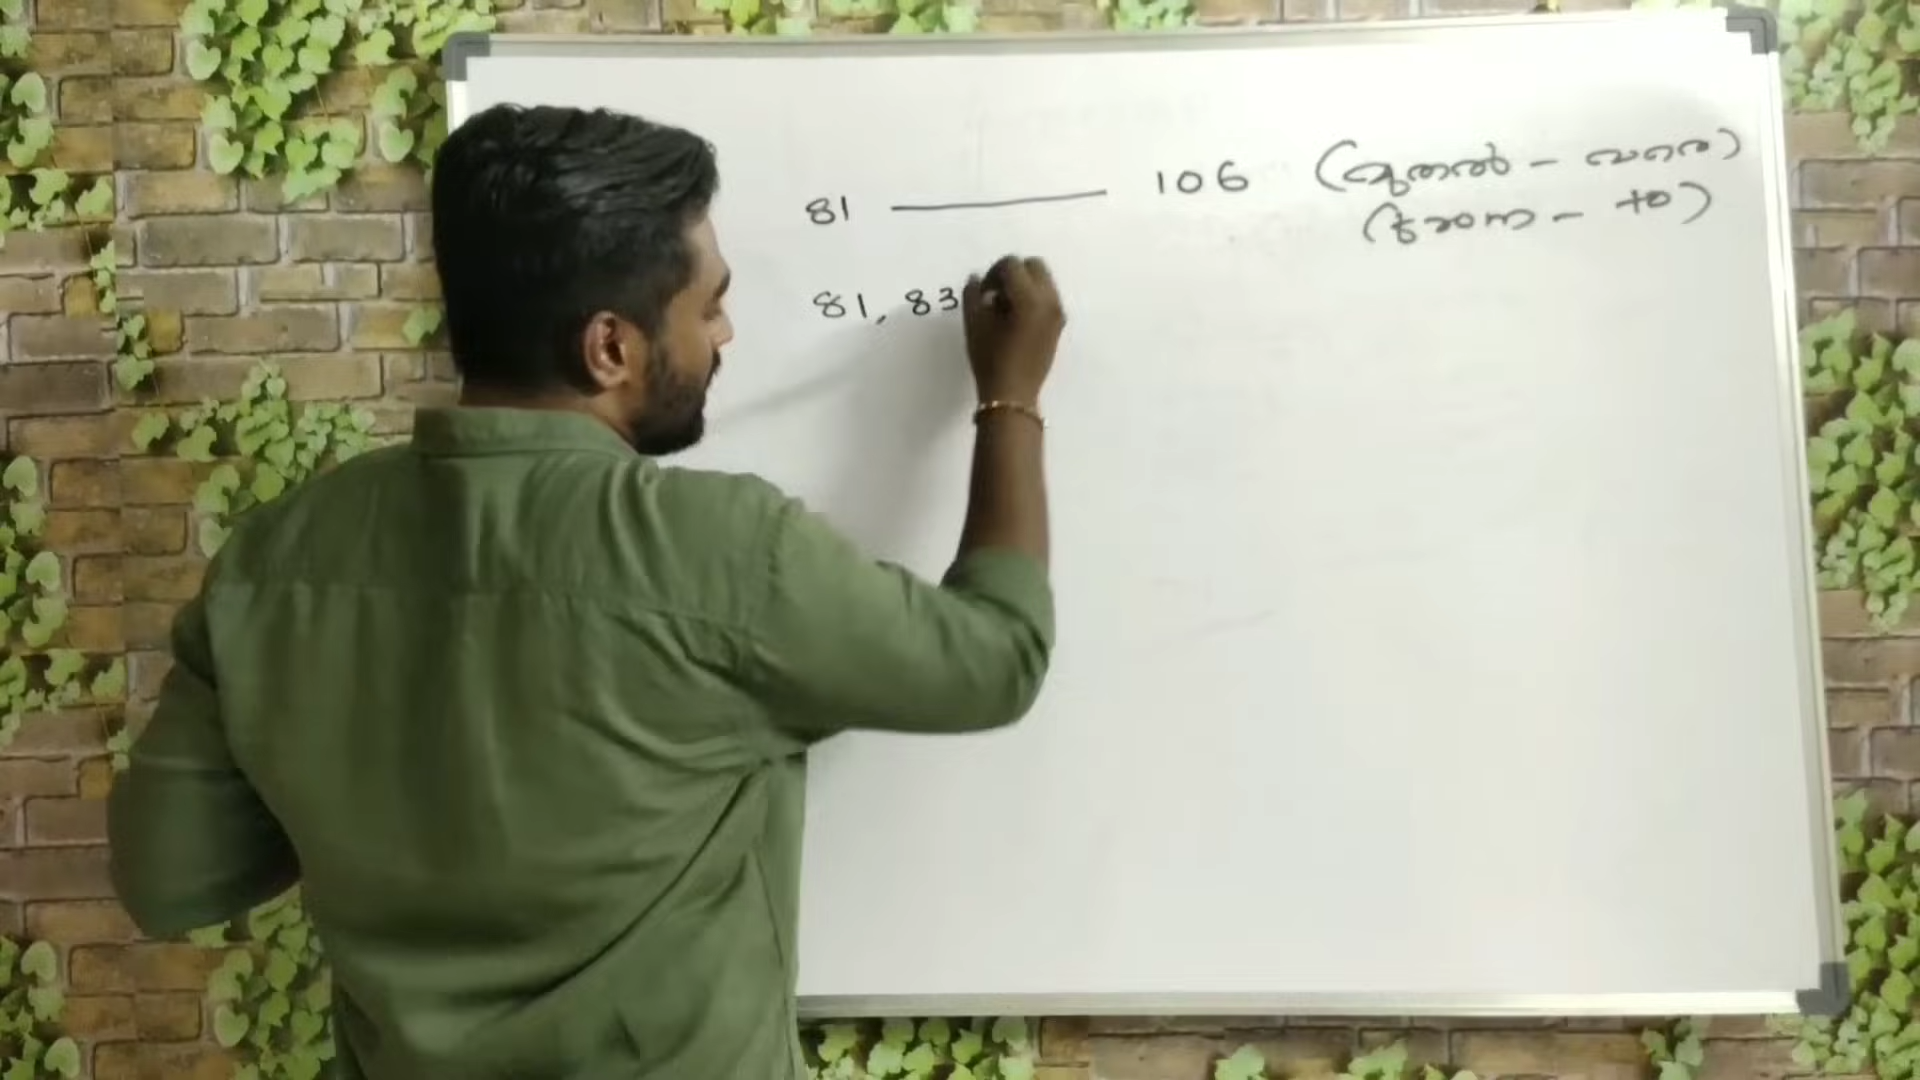 81 ——— 106 (മുതൽ - വരെ)
(from - to)
81, 83